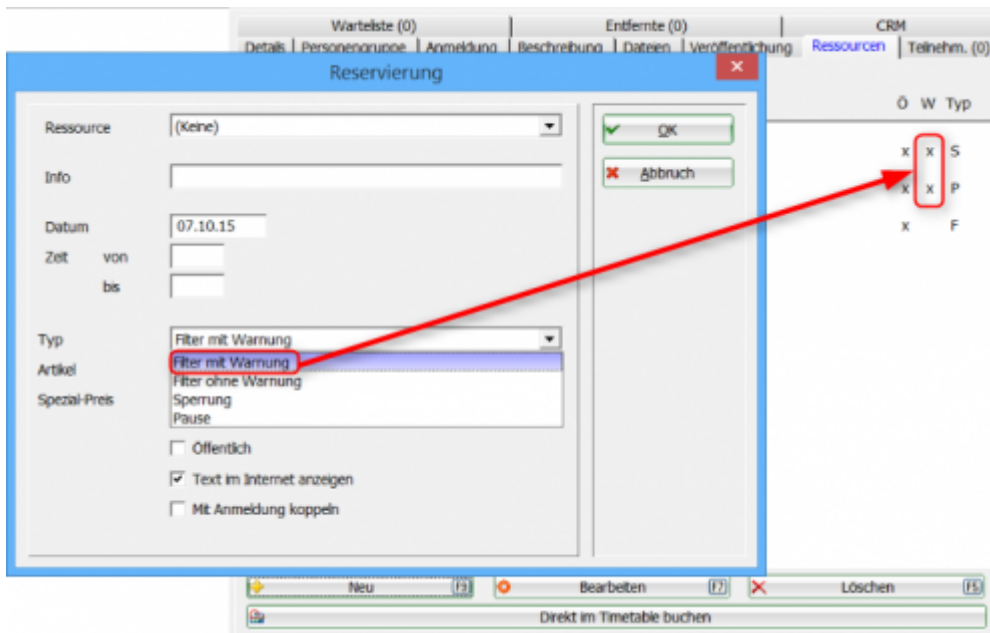 Warteliste (0) Entfernte (0) CRM
Details Personengruppe Anmeldung Beschreibung Dateien Veröffentlichung Ressourcen Teilnehm. (0)
Reservierung
Ö W Typ
Ressource (Keine) OK
x x S
Info Abbruch
x x P
Datum 07.10.15
x F
Zeit von
bis
Typ Filter mit Warnung
Filter mit Warnung
Artikel
Filter ohne Warnung
Spezial-Preis Sperrung
Pause
Öffentlich
Text im Internet anzeigen
Mit Anmeldung koppeln
Neu F3 Bearbeiten F7 Löschen F5
Direkt im Timetable buchen